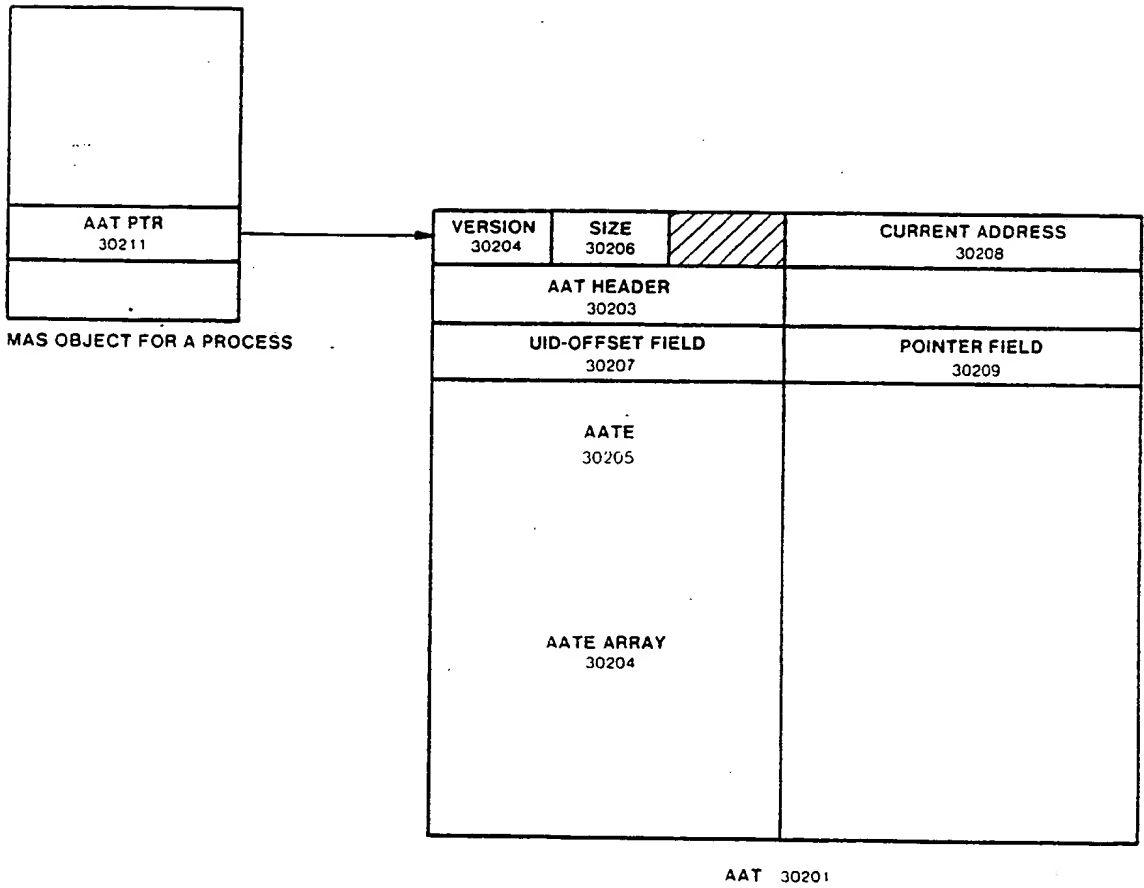 AAT PTR
30211
MAS OBJECT FOR A PROCESS
VERSION
30204
SIZE
30206
CURRENT ADDRESS
30208
AAT HEADER
30203
UID-OFFSET FIELD
30207
POINTER FIELD
30209
AATE
30205
AATE ARRAY
30204
AAT 30201